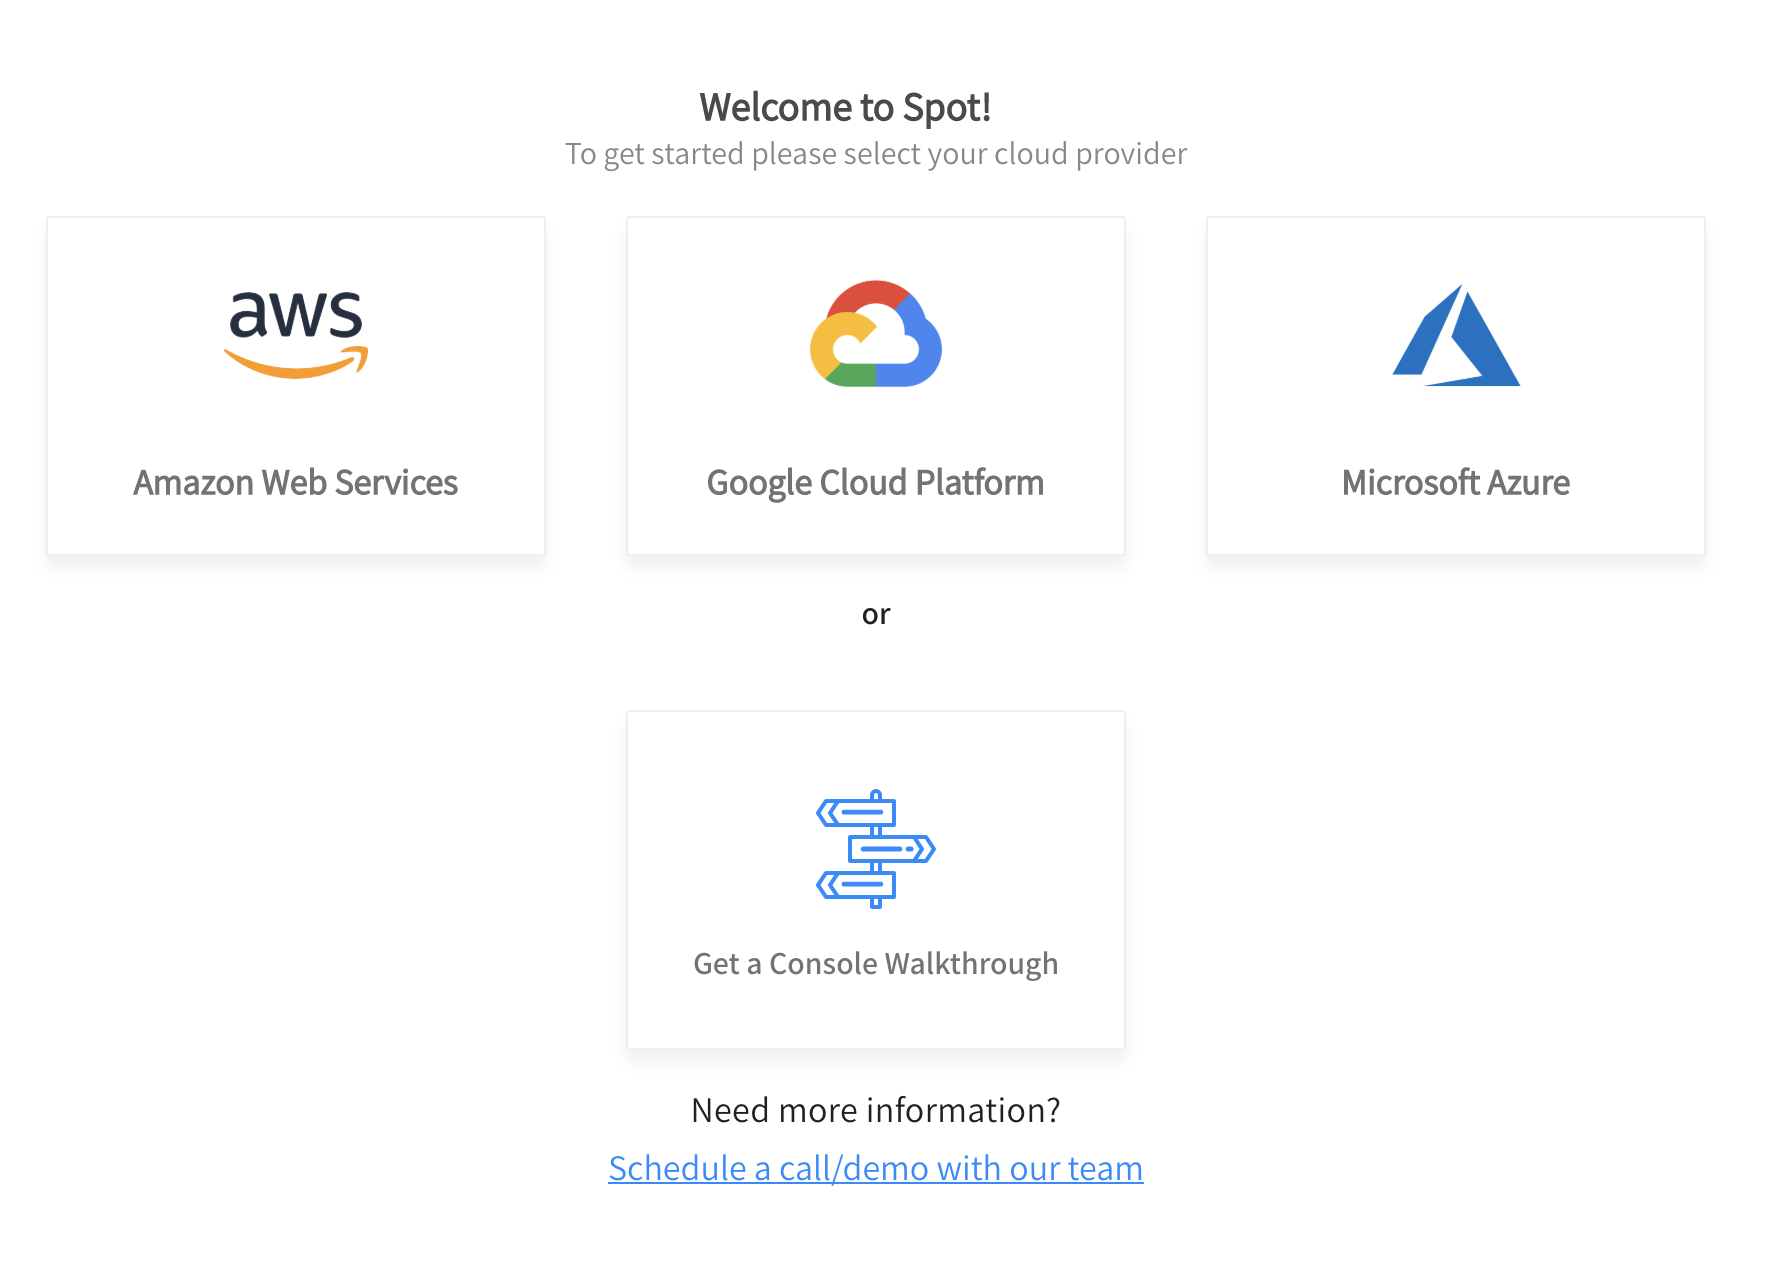 Welcome to Spot!
To get started please select your cloud provider
aws
Amazon Web Services
Google Cloud Platform
Microsoft Azure
or
Get a Console Walkthrough
Need more information?
Schedule a call/demo with our team